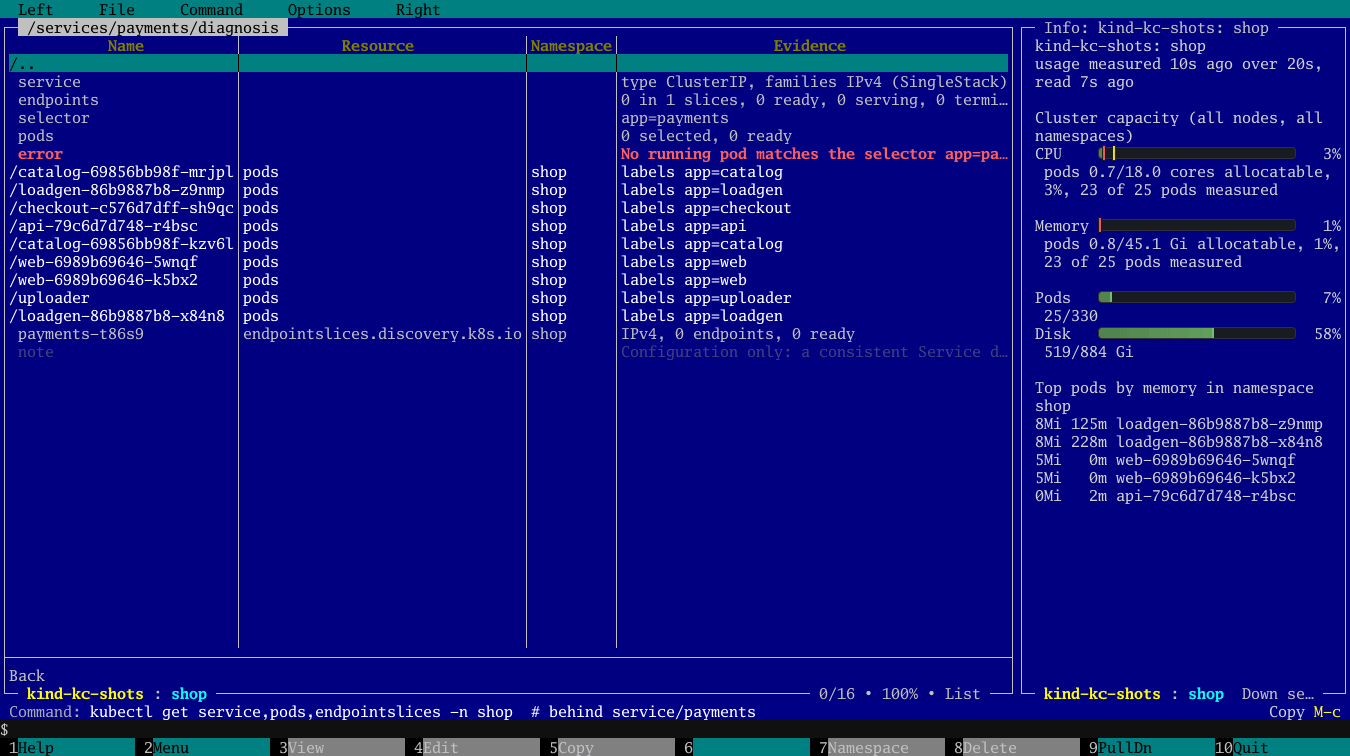 Left File Command Options Right
/services/payments/diagnosis
Name Resource Namespace Evidence
/..
service type ClusterIP, families IPv4 (SingleStack)
endpoints 0 in 1 slices, 0 ready, 0 serving, 0 termi…
selector app=payments
pods 0 selected, 0 ready
error No running pod matches the selector app=pa…
/catalog-69856bb98f-mrjpl pods shop labels app=catalog
/loadgen-86b9887b8-z9nmp pods shop labels app=loadgen
/checkout-c576d7dff-sh9qc pods shop labels app=checkout
/api-79c6d7d748-r4bsc pods shop labels app=api
/catalog-69856bb98f-kzv6l pods shop labels app=catalog
/web-6989b69646-5wnqf pods shop labels app=web
/web-6989b69646-k5bx2 pods shop labels app=web
/uploader pods shop labels app=uploader
/loadgen-86b9887b8-x84n8 pods shop labels app=loadgen
payments-t86s9 endpointslices.discovery.k8s.io shop IPv4, 0 endpoints, 0 ready
note Configuration only: a consistent Service d…
Back
kind-kc-shots : shop 0/16 • 100% • List
Info: kind-kc-shots: shop
kind-kc-shots: shop
usage measured 10s ago over 20s,
read 7s ago
Cluster capacity (all nodes, all
namespaces)
CPU 3%
pods 0.7/18.0 cores allocatable,
3%, 23 of 25 pods measured
Memory 1%
pods 0.8/45.1 Gi allocatable, 1%,
23 of 25 pods measured
Pods 7%
25/330
Disk 58%
519/884 Gi
Top pods by memory in namespace
shop
8Mi 125m loadgen-86b9887b8-z9nmp
8Mi 228m loadgen-86b9887b8-x84n8
5Mi 0m web-6989b69646-5wnqf
5Mi 0m web-6989b69646-k5bx2
0Mi 2m api-79c6d7d748-r4bsc
kind-kc-shots : shop Down se…
Command: kubectl get service,pods,endpointslices -n shop # behind service/payments Copy M-c
$
1Help 2Menu 3View 4Edit 5Copy 6 7Namespace 8Delete 9PullDn 10Quit